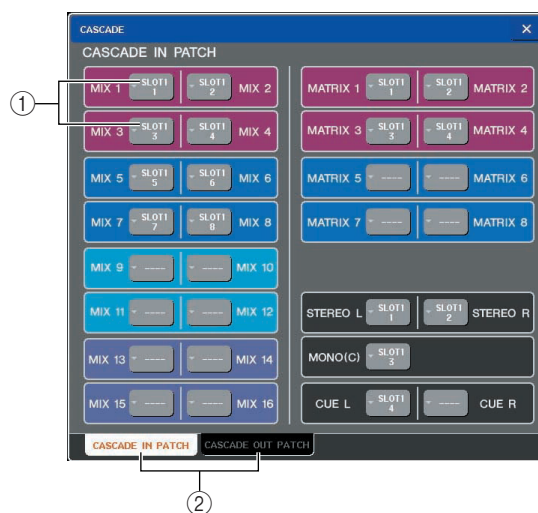 CASCADE
CASCADE IN PATCH
MIX 1 SLOT1 1 SLOT1 2 MIX 2
MATRIX 1 SLOT1 1 SLOT1 2 MATRIX 2
1
MIX 3 SLOT1 3 SLOT1 4 MIX 4
MATRIX 3 SLOT1 3 SLOT1 4 MATRIX 4
MIX 5 SLOT1 5 SLOT1 6 MIX 6
MATRIX 5 ---- ---- MATRIX 6
MIX 7 SLOT1 7 SLOT1 8 MIX 8
MATRIX 7 ---- ---- MATRIX 8
MIX 9 ---- ---- MIX 10
MIX 11 ---- ---- MIX 12
STEREO L SLOT1 1 SLOT1 2 STEREO R
MIX 13 ---- ---- MIX 14
MONO(C) SLOT1 3
MIX 15 ---- ---- MIX 16
CUE L SLOT1 4 ---- CUE R
CASCADE IN PATCH CASCADE OUT PATCH
2